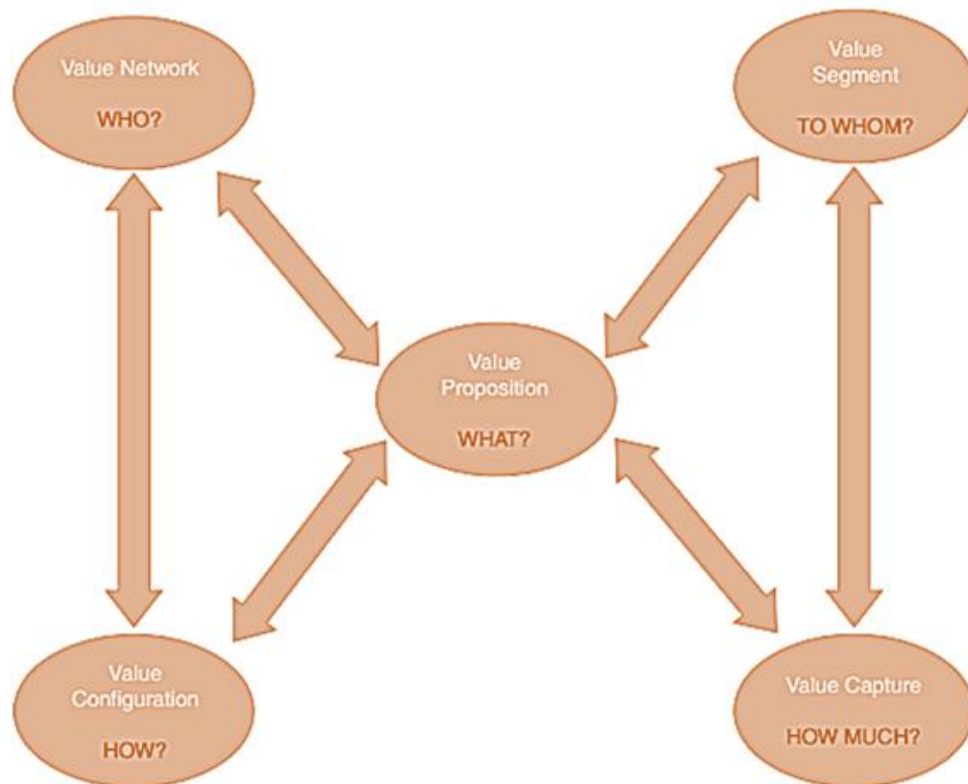 Value Network
WHO?
Value
Segment
TO WHOM?
Value
Proposition
WHAT?
Value
Configuration
HOW?
Value Capture
HOW MUCH?